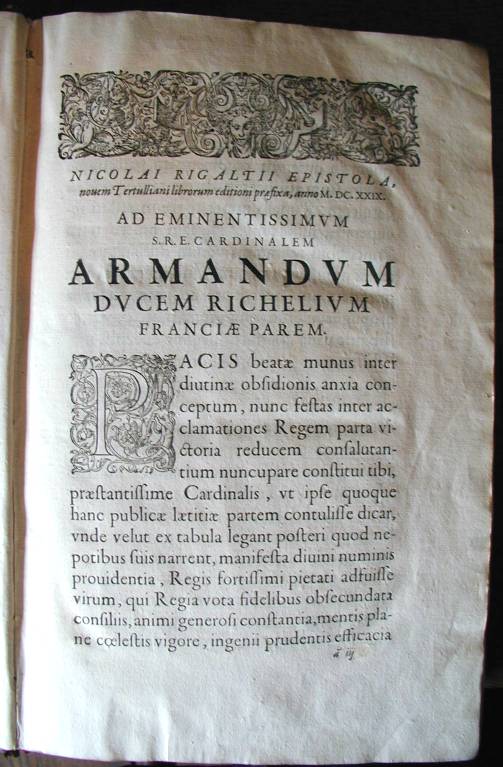 NICOLAI RIGALTII EPISTOLA,
nouem Tertulliani librorum editioni præfixa, anno M. DC. XXIX.
AD EMINENTISSIMVM
S. R. E. CARDINALEM
ARMANDVM
DVCEM RICHELIVM
FRANCIÆ PAREM.
PACIS beatæ munus inter
diutinæ obſidionis anxia con-
ceptum, nunc feſtas inter ac-
clamationes Regem parta vi-
ctoria reducem conſalutan-
tium nuncupare conſtitui tibi,
præſtantiſſime Cardinalis, vt ipſe quoque
hanc publicæ lætitiæ partem contuliſſe dicar,
vnde velut ex tabula legant poſteri quod ne-
potibus ſuis narrent, manifeſta diuini numinis
prouidentia, Regis fortiſſimi pietati adfuiſſe
virum, qui Regia vota fidelibus obſecundata
conſiliis, animi generoſi conſtantia, mentis pla-
ne cœleſtis vigore, ingenii prudentis efficacia
ã iij